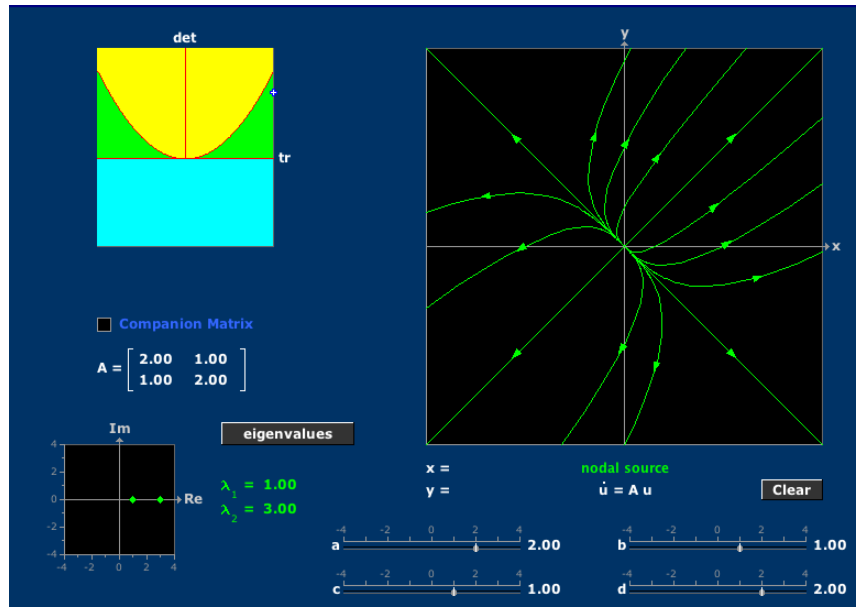 det
y
tr
x
Companion Matrix
A = [ 2.00 1.00
1.00 2.00 ]
Im
eigenvalues
4
2
0
-2
-4
Re
-4 -2 0 2 4
λ1 = 1.00
λ2 = 3.00
x =
nodal source
y =
u̇ = A u
Clear
-4 -2 0 2 4
a 2.00
-4 -2 0 2 4
b 1.00
-4 -2 0 2 4
c 1.00
-4 -2 0 2 4
d 2.00